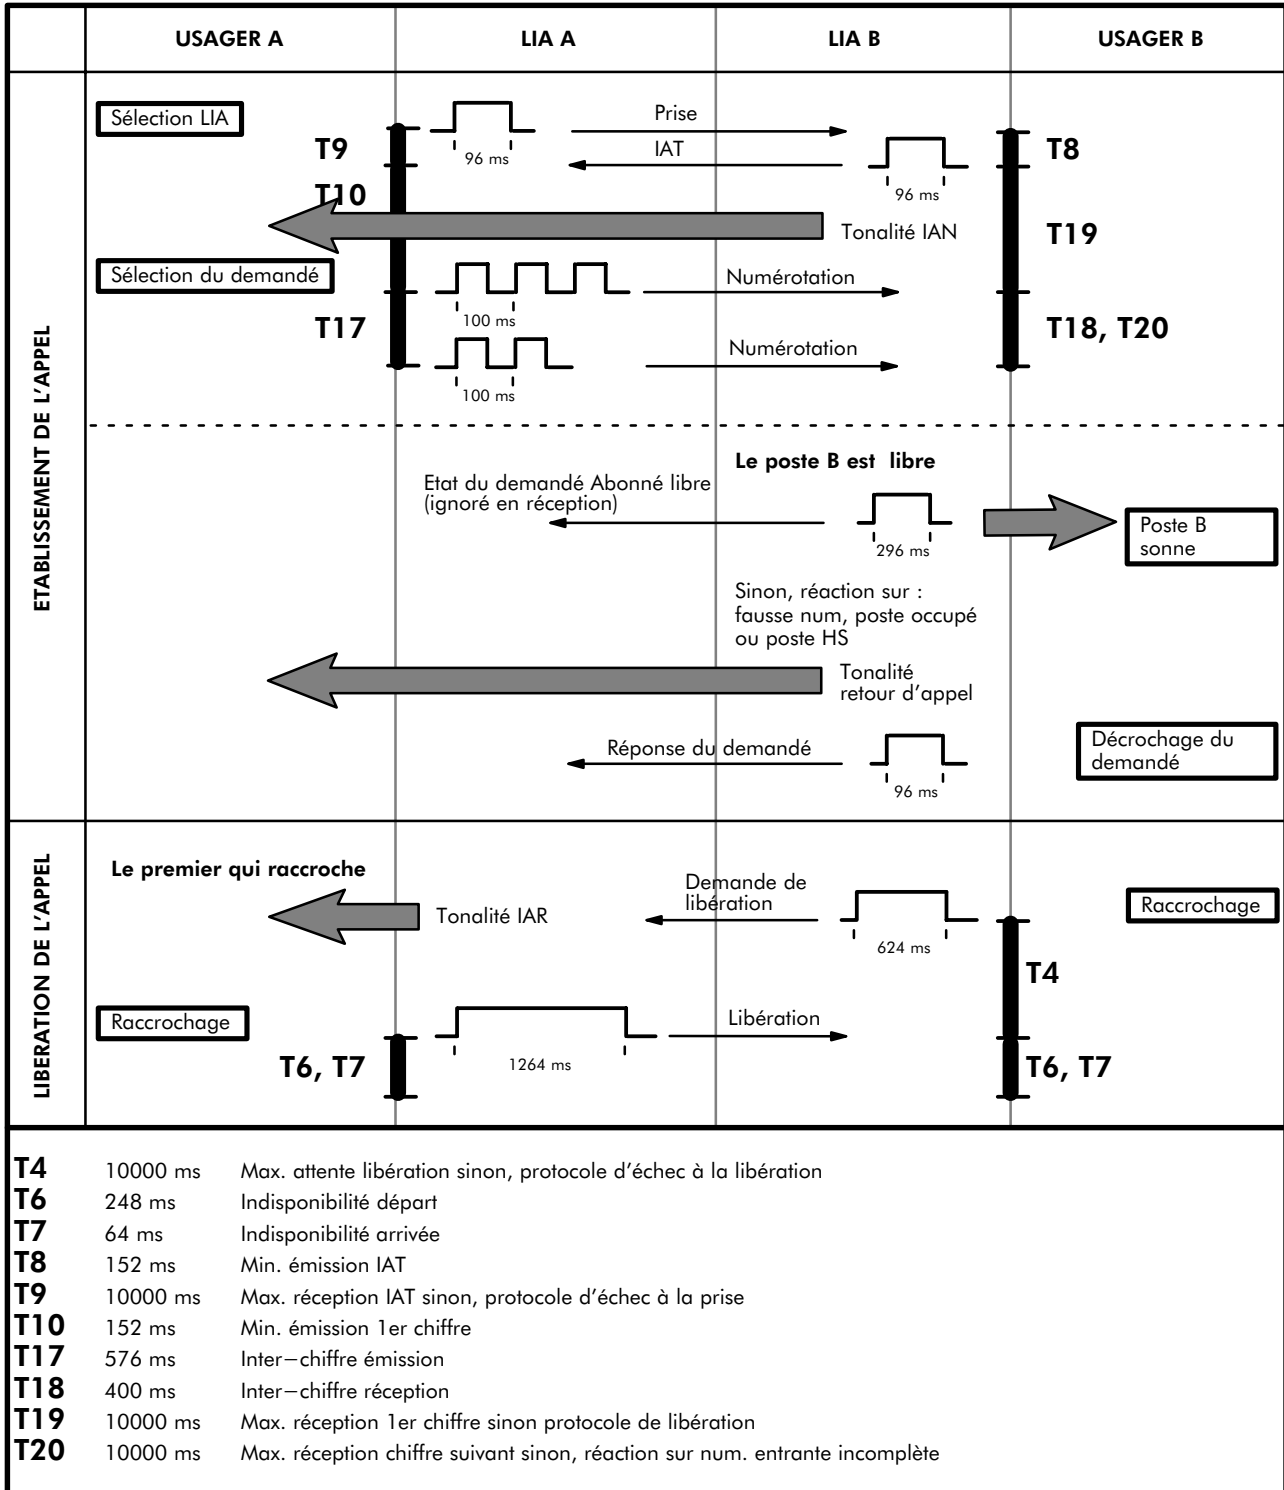 USAGER A LIA A LIA B USAGER B
ETABLISSEMENT DE L'APPEL
Sélection LIA
Prise
T9
96 ms
IAT
T8
96 ms
T10
Tonalité IAN
T19
Sélection du demandé
Numérotation
100 ms
T17
T18, T20
Numérotation
100 ms
Le poste B est libre
Etat du demandé Abonné libre
(ignoré en réception)
296 ms
Poste B
sonne
Sinon, réaction sur :
fausse num, poste occupé
ou poste HS
Tonalité
retour d'appel
Réponse du demandé
96 ms
Décrochage du
demandé
LIBERATION DE L'APPEL
Le premier qui raccroche
Tonalité IAR
Demande de
libération
624 ms
Raccrochage
T4
Raccrochage
1264 ms
Libération
T6, T7
T6, T7
T4 10000 ms Max. attente libération sinon, protocole d'échec à la libération
T6 248 ms Indisponibilité départ
T7 64 ms Indisponibilité arrivée
T8 152 ms Min. émission IAT
T9 10000 ms Max. réception IAT sinon, protocole d'échec à la prise
T10 152 ms Min. émission 1er chiffre
T17 576 ms Inter−chiffre émission
T18 400 ms Inter−chiffre réception
T19 10000 ms Max. réception 1er chiffre sinon protocole de libération
T20 10000 ms Max. réception chiffre suivant sinon, réaction sur num. entrante incomplète